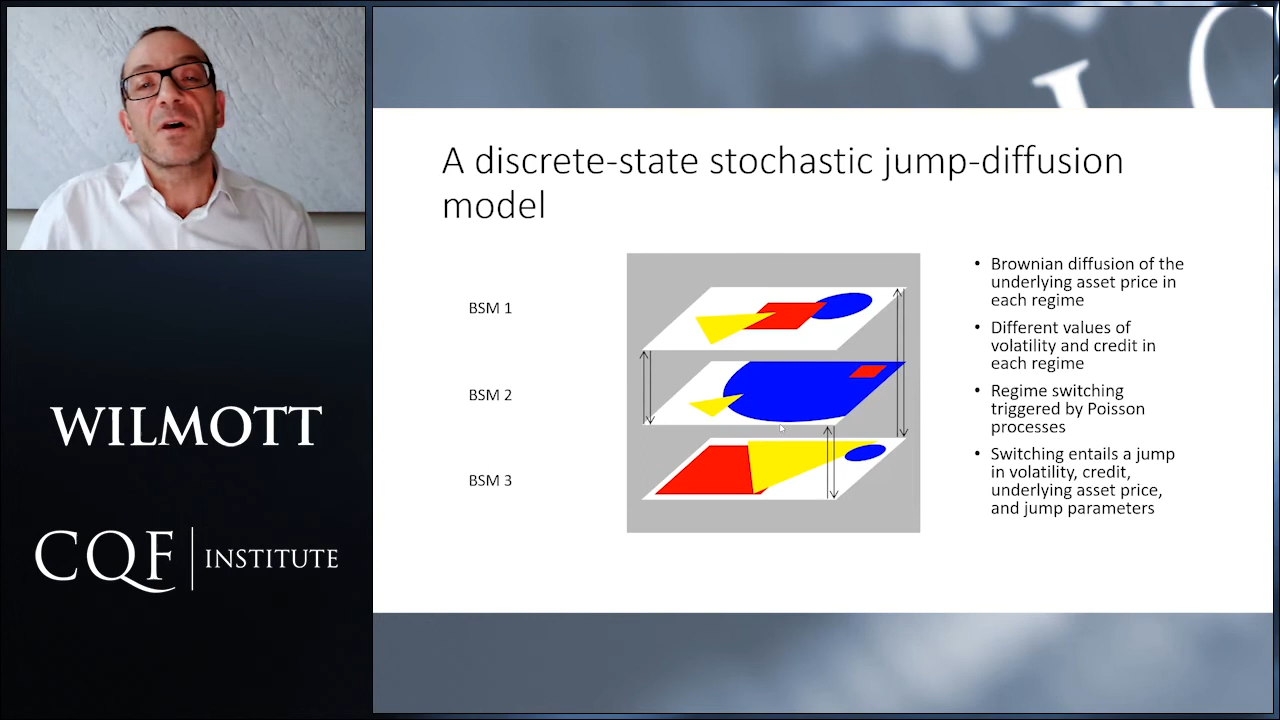 A discrete-state stochastic jump-diffusion
model
BSM 1
BSM 2
BSM 3
• Brownian diffusion of the
underlying asset price in
each regime
• Different values of
volatility and credit in
each regime
• Regime switching
triggered by Poisson
processes
• Switching entails a jump
in volatility, credit,
underlying asset price,
and jump parameters
WILMOTT
CQF INSTITUTE